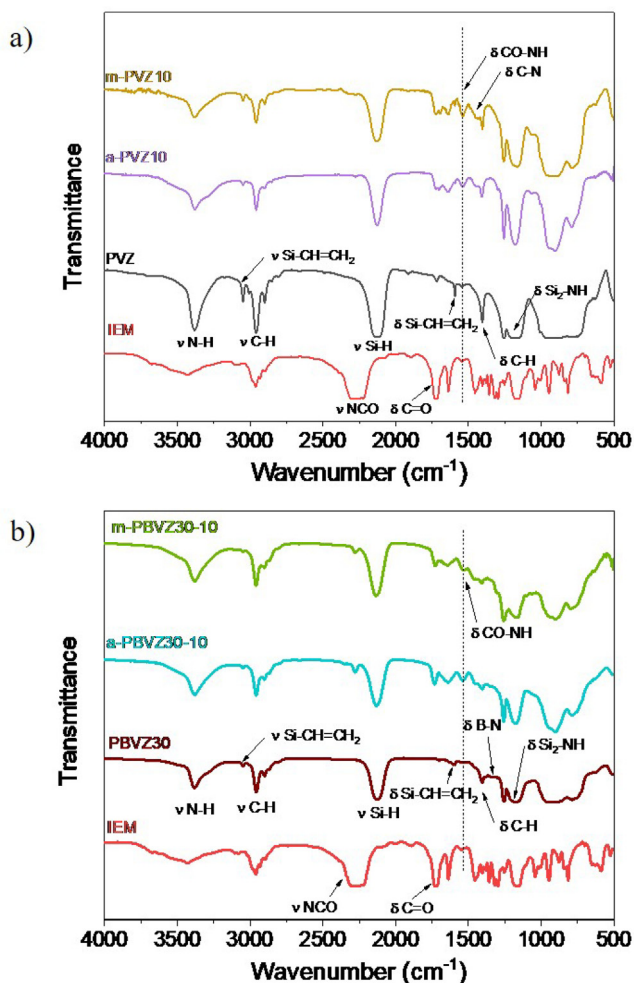 a)
m-PVZ10
δ CO-NH
δ C-N
a-PVZ10
PVZ
ν Si-CH=CH₂
δ Si₂-NH
IEM
ν N-H
ν C-H
ν Si-H
δ Si-CH=CH₂
δ C-H
ν NCO
δ C=O
Transmittance
4000 3500 3000 2500 2000 1500 1000 500
Wavenumber (cm⁻¹)
b)
m-PBVZ30-10
δ CO-NH
a-PBVZ30-10
PBVZ30
ν Si-CH=CH₂
δ B-N
δ Si₂-NH
ν N-H
ν C-H
ν Si-H
δ Si-CH=CH₂
δ C-H
IEM
ν NCO
δ C=O
Transmittance
4000 3500 3000 2500 2000 1500 1000 500
Wavenumber (cm⁻¹)